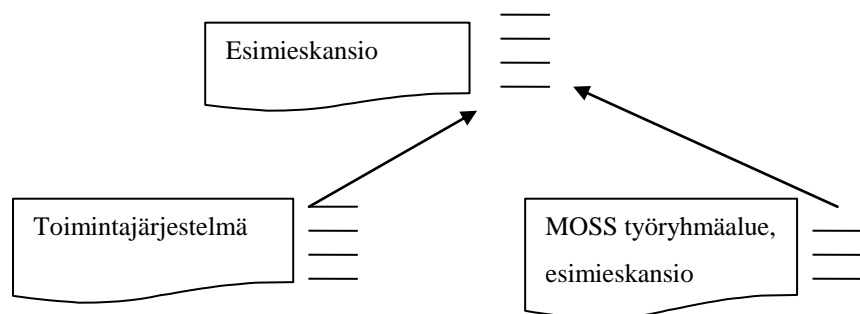 Esimieskansio
Toimintajärjestelmä
MOSS työryhmäalue,
esimieskansio